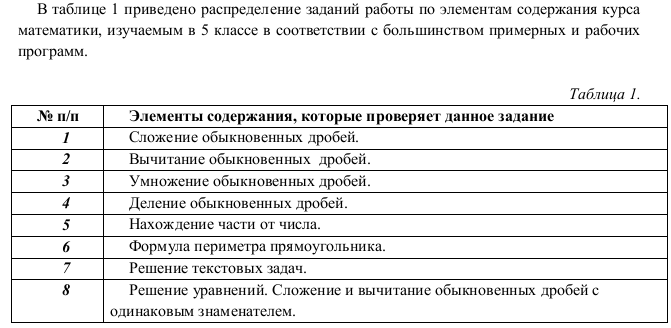 В таблице 1 приведено распределение заданий работы по элементам содержания курса
математики, изучаемым в 5 классе в соответствии с большинством примерных и рабочих
программ.
Таблица 1.
№ п/п Элементы содержания, которые проверяет данное задание
1 Сложение обыкновенных дробей.
2 Вычитание обыкновенных дробей.
3 Умножение обыкновенных дробей.
4 Деление обыкновенных дробей.
5 Нахождение части от числа.
6 Формула периметра прямоугольника.
7 Решение текстовых задач.
8 Решение уравнений. Сложение и вычитание обыкновенных дробей с
одинаковым знаменателем.